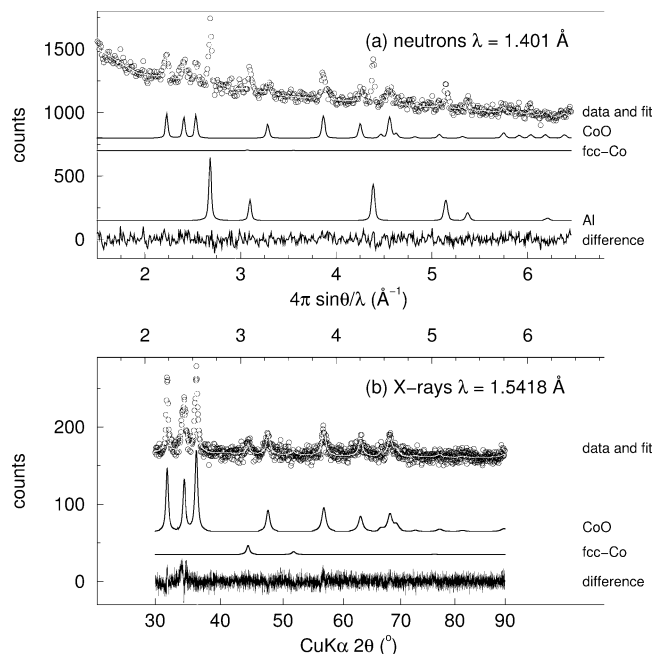 (a) neutrons λ = 1.401 Å
1500
1000
500
0
counts
data and fit
CoO
fcc−Co
Al
difference
2 3 4 5 6
4π sinθ/λ (Å⁻¹)
2 3 4 5 6
(b) X−rays λ = 1.5418 Å
200
100
0
counts
data and fit
CoO
fcc−Co
difference
30 40 50 60 70 80 90
CuKα 2θ (°)